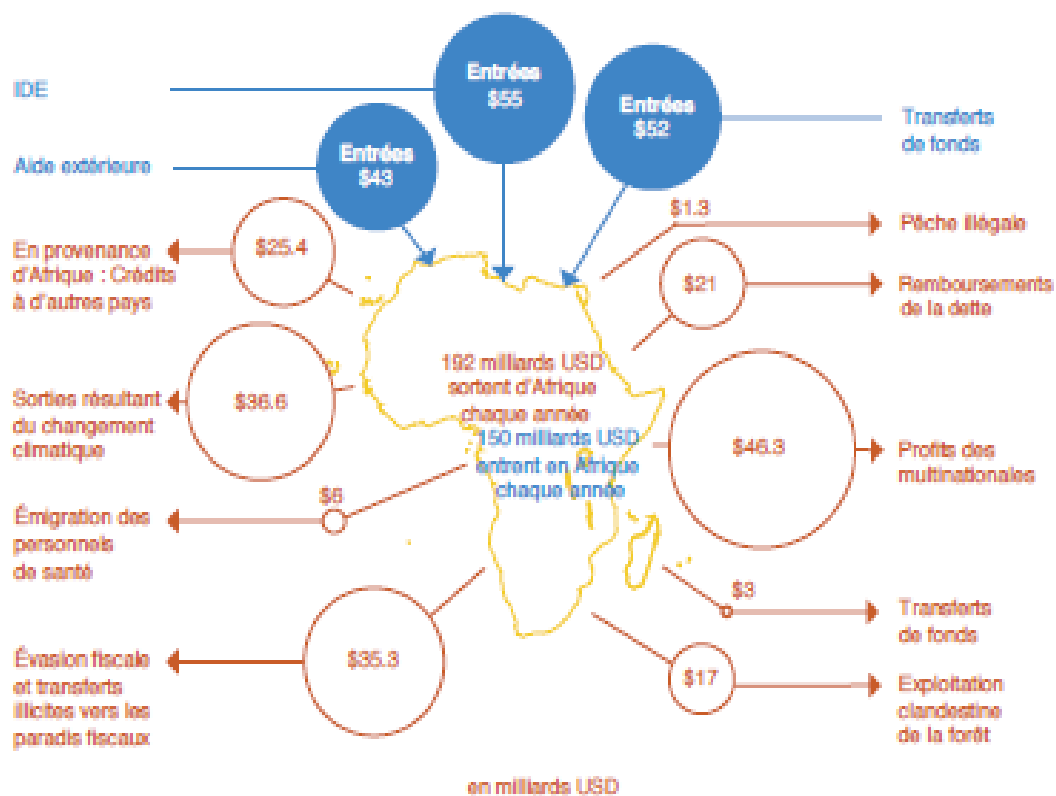 IDE
Entrées
$55
Entrées
$52
Transferts
de fonds
Aide extérieure
Entrées
$43
$1.3
Pêche illégale
En provenance
d'Afrique : Crédits
à d'autres pays
$25.4
$21
Remboursements
de la dette
192 milliards USD
sortent d'Afrique
chaque année
150 milliards USD
entrent en Afrique
chaque année
Sorties résultant
du changement
climatique
$36.6
$46.3
Profits des
multinationales
$6
Émigration des
personnels
de santé
$3
Transferts
de fonds
Évasion fiscale
et transferts
illicites vers les
paradis fiscaux
$35.3
$17
Exploitation
clandestine
de la forêt
en milliards USD